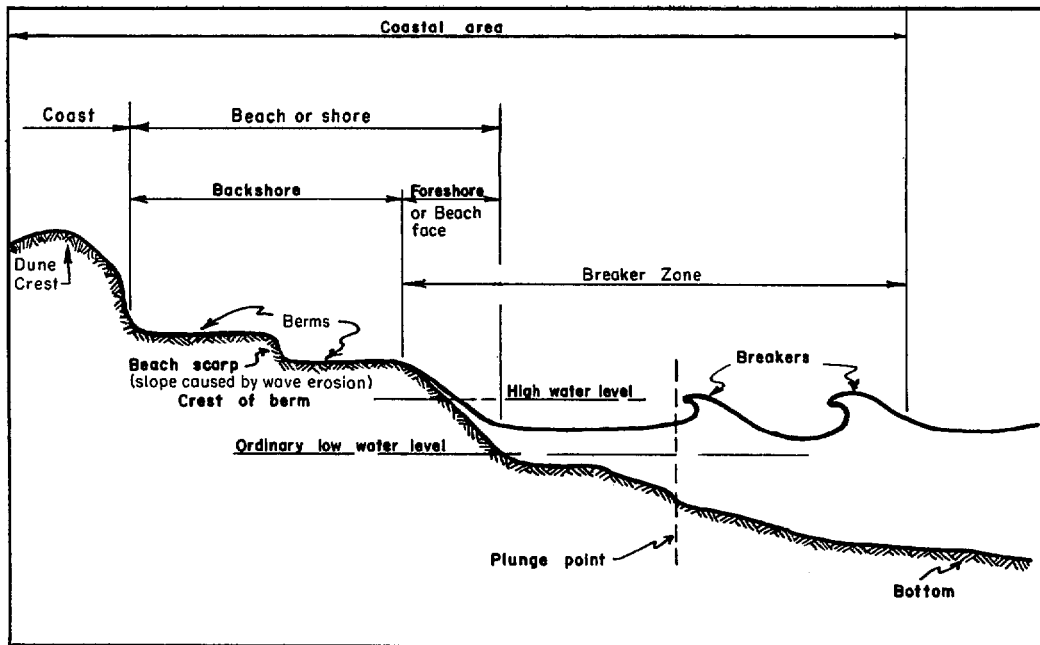 Coastal area
Coast
Beach or shore
Backshore
Foreshore
or Beach
face
Dune
Crest
Breaker Zone
Berms
Beach scarp
(slope caused by wave erosion)
Crest of berm
High water level
Breakers
Ordinary low water level
Plunge point
Bottom